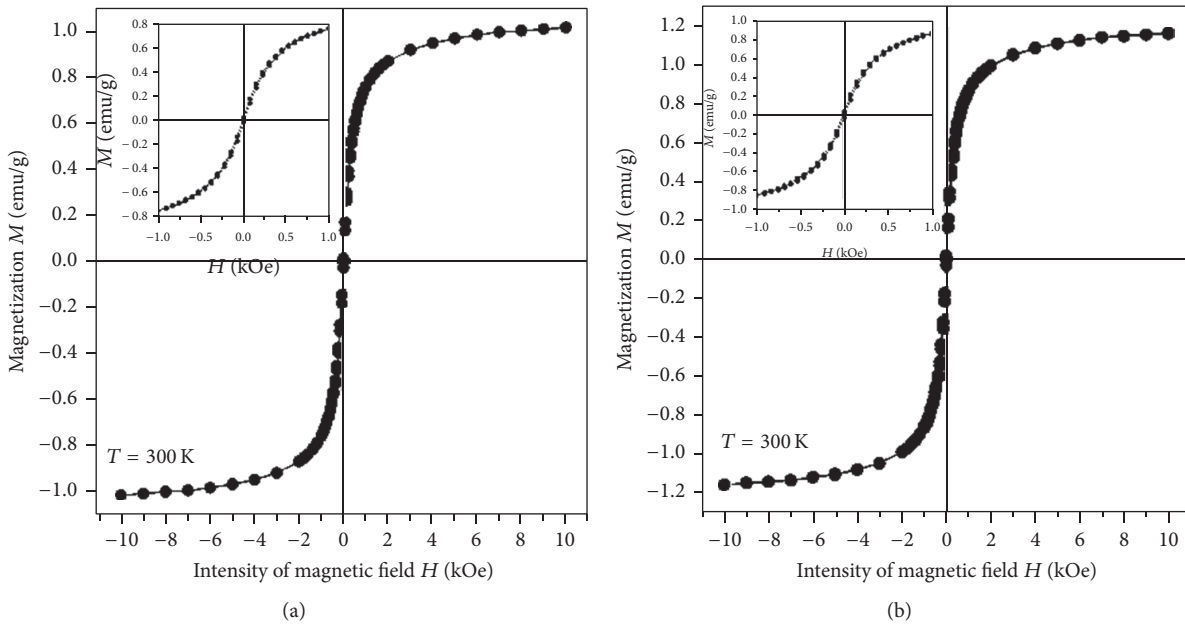 1.0
0.8
0.6
0.4
0.2
0.0
−0.2
−0.4
−0.6
−0.8
−1.0
Magnetization M (emu/g)
0.8
0.6
0.4
0.2
0.0
−0.2
−0.4
−0.6
−0.8
M (emu/g)
−1.0 −0.5 0.0 0.5 1.0
H (kOe)
T = 300 K
−10 −8 −6 −4 −2 0 2 4 6 8 10
Intensity of magnetic field H (kOe)
(a)
1.2
1.0
0.8
0.6
0.4
0.2
0.0
−0.2
−0.4
−0.6
−0.8
−1.0
−1.2
Magnetization M (emu/g)
1.0
0.8
0.6
0.4
0.2
0.0
−0.2
−0.4
−0.6
−0.8
−1.0
M (emu/g)
−1.0 −0.5 0.0 0.5 1.0
H (kOe)
T = 300 K
−10 −8 −6 −4 −2 0 2 4 6 8 10
Intensity of magnetic field H (kOe)
(b)